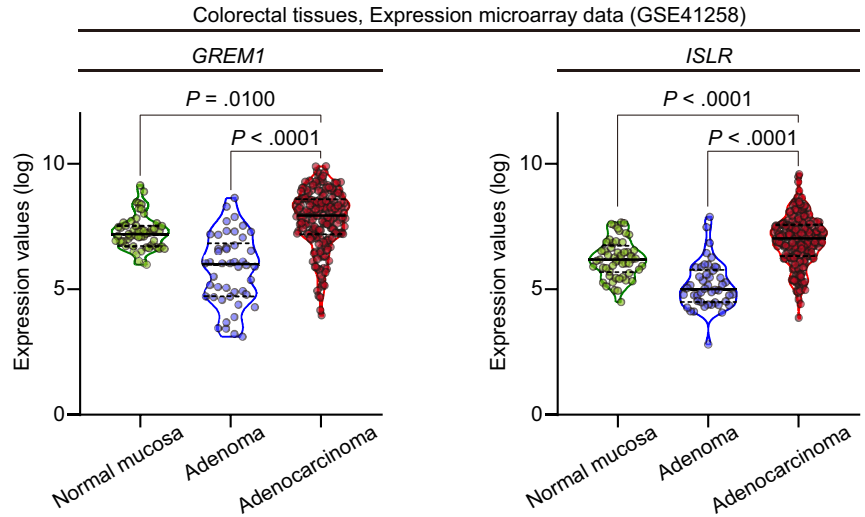 Colorectal tissues, Expression microarray data (GSE41258)
GREM1
P = .0100
P < .0001
Expression values (log)
10
5
0
Normal mucosa
Adenoma
Adenocarcinoma
ISLR
P < .0001
P < .0001
Expression values (log)
10
5
0
Normal mucosa
Adenoma
Adenocarcinoma